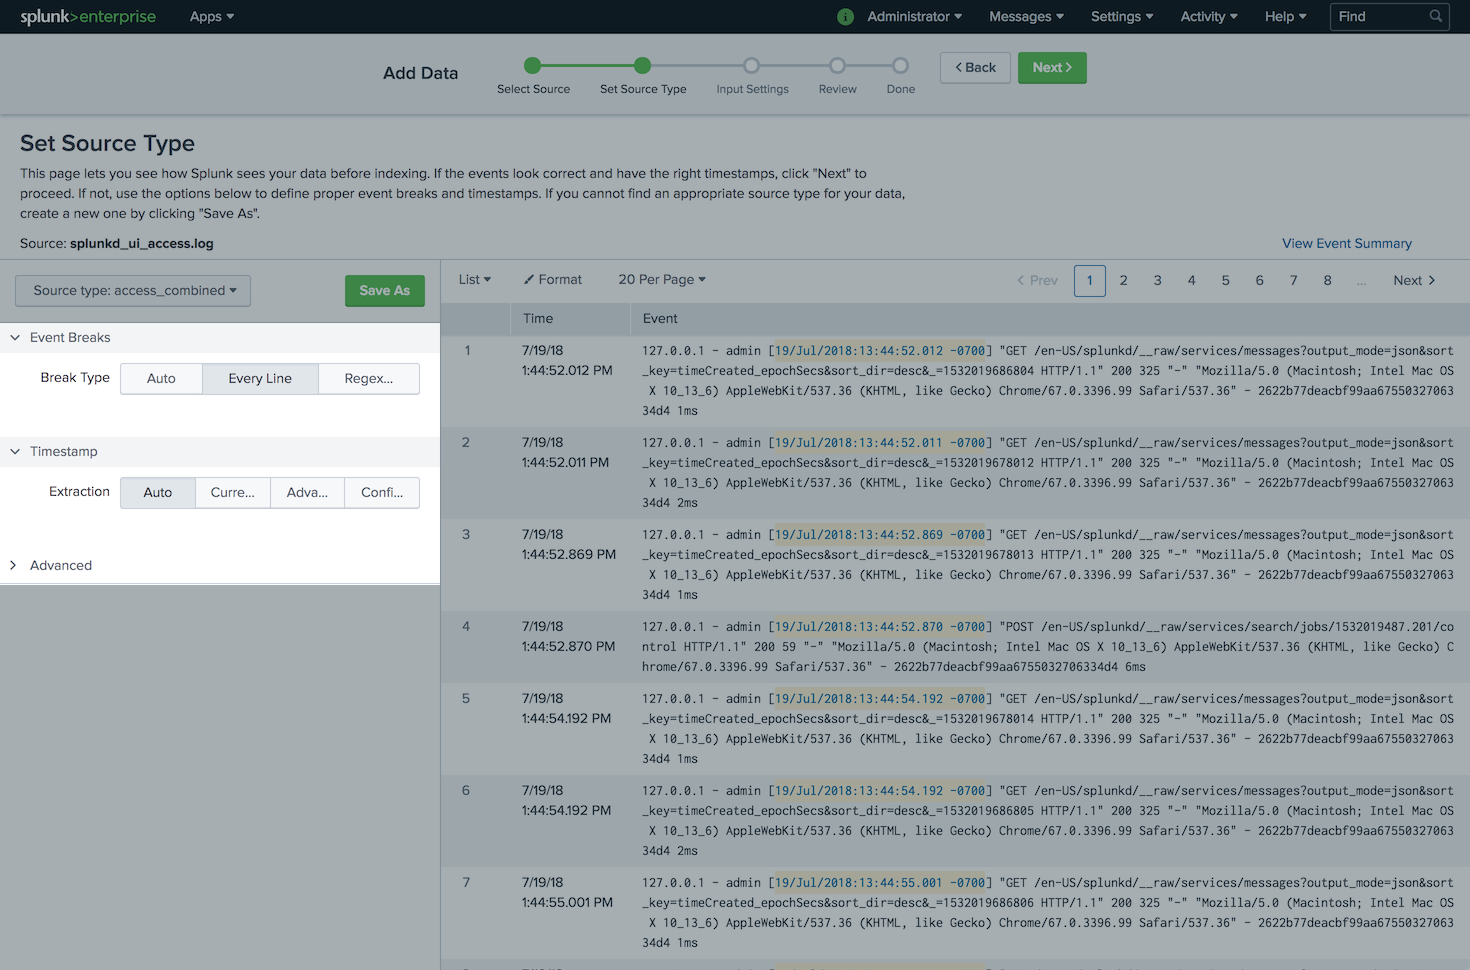 splunk>enterprise Apps Administrator Messages Settings Activity Help Find
Add Data
Select Source Set Source Type Input Settings Review Done
Back Next
Set Source Type
This page lets you see how Splunk sees your data before indexing. If the events look correct and have the right timestamps, click "Next" to
proceed. If not, use the options below to define proper event breaks and timestamps. If you cannot find an appropriate source type for your data,
create a new one by clicking "Save As".
Source: splunkd_ui_access.log
View Event Summary
Source type: access_combined
Save As
Event Breaks
Break Type Auto Every Line Regex...
Timestamp
Extraction Auto Curre... Adva... Confi...
Advanced
List Format 20 Per Page Prev 1 2 3 4 5 6 7 8 ... Next
Time Event
1 7/19/18 127.0.0.1 - admin [19/Jul/2018:13:44:52.012 -0700] "GET /en-US/splunkd/__raw/services/messages?output_mode=json&sort
1:44:52.012 PM _key=timeCreated_epochSecs&sort_dir=desc&_=1532019686804 HTTP/1.1" 200 325 "-" "Mozilla/5.0 (Macintosh; Intel Mac OS
X 10_13_6) AppleWebKit/537.36 (KHTML, like Gecko) Chrome/67.0.3396.99 Safari/537.36" - 2622b77deacbf99aa67550327063
34d4 1ms
2 7/19/18 127.0.0.1 - admin [19/Jul/2018:13:44:52.011 -0700] "GET /en-US/splunkd/__raw/services/messages?output_mode=json&sort
1:44:52.011 PM _key=timeCreated_epochSecs&sort_dir=desc&_=1532019678012 HTTP/1.1" 200 325 "-" "Mozilla/5.0 (Macintosh; Intel Mac OS
X 10_13_6) AppleWebKit/537.36 (KHTML, like Gecko) Chrome/67.0.3396.99 Safari/537.36" - 2622b77deacbf99aa67550327063
34d4 2ms
3 7/19/18 127.0.0.1 - admin [19/Jul/2018:13:44:52.869 -0700] "GET /en-US/splunkd/__raw/services/messages?output_mode=json&sort
1:44:52.869 PM _key=timeCreated_epochSecs&sort_dir=desc&_=1532019678013 HTTP/1.1" 200 325 "-" "Mozilla/5.0 (Macintosh; Intel Mac OS
X 10_13_6) AppleWebKit/537.36 (KHTML, like Gecko) Chrome/67.0.3396.99 Safari/537.36" - 2622b77deacbf99aa67550327063
34d4 1ms
4 7/19/18 127.0.0.1 - admin [19/Jul/2018:13:44:52.870 -0700] "POST /en-US/splunkd/__raw/services/search/jobs/1532019487.201/co
1:44:52.870 PM ntrol HTTP/1.1" 200 59 "-" "Mozilla/5.0 (Macintosh; Intel Mac OS X 10_13_6) AppleWebKit/537.36 (KHTML, like Gecko) C
hrome/67.0.3396.99 Safari/537.36" - 2622b77deacbf99aa6755032706334d4 6ms
5 7/19/18 127.0.0.1 - admin [19/Jul/2018:13:44:54.192 -0700] "GET /en-US/splunkd/__raw/services/messages?output_mode=json&sort
1:44:54.192 PM _key=timeCreated_epochSecs&sort_dir=desc&_=1532019678014 HTTP/1.1" 200 325 "-" "Mozilla/5.0 (Macintosh; Intel Mac OS
X 10_13_6) AppleWebKit/537.36 (KHTML, like Gecko) Chrome/67.0.3396.99 Safari/537.36" - 2622b77deacbf99aa67550327063
34d4 1ms
6 7/19/18 127.0.0.1 - admin [19/Jul/2018:13:44:54.192 -0700] "GET /en-US/splunkd/__raw/services/messages?output_mode=json&sort
1:44:54.192 PM _key=timeCreated_epochSecs&sort_dir=desc&_=1532019686805 HTTP/1.1" 200 325 "-" "Mozilla/5.0 (Macintosh; Intel Mac OS
X 10_13_6) AppleWebKit/537.36 (KHTML, like Gecko) Chrome/67.0.3396.99 Safari/537.36" - 2622b77deacbf99aa67550327063
34d4 2ms
7 7/19/18 127.0.0.1 - admin [19/Jul/2018:13:44:55.001 -0700] "GET /en-US/splunkd/__raw/services/messages?output_mode=json&sort
1:44:55.001 PM _key=timeCreated_epochSecs&sort_dir=desc&_=1532019686806 HTTP/1.1" 200 325 "-" "Mozilla/5.0 (Macintosh; Intel Mac OS
X 10_13_6) AppleWebKit/537.36 (KHTML, like Gecko) Chrome/67.0.3396.99 Safari/537.36" - 2622b77deacbf99aa67550327063
34d4 1ms